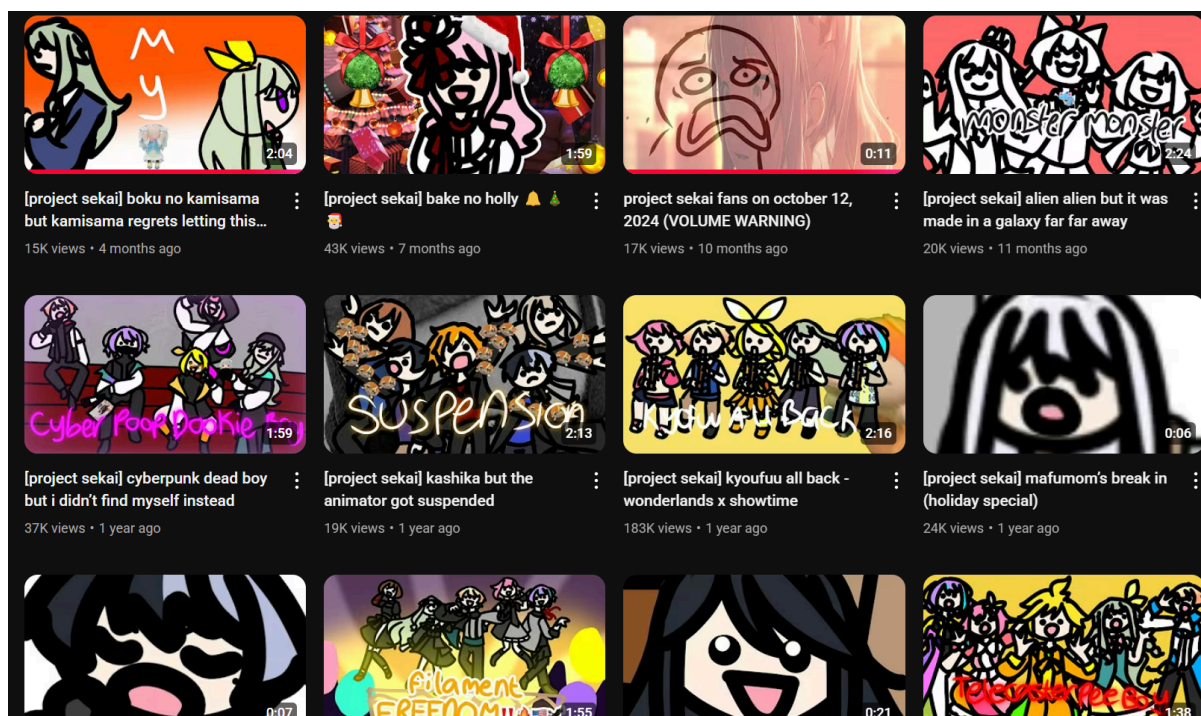 My
2:04
1:59
0:11
monster monster
2:24
[project sekai] boku no kamisama
but kamisama regrets letting this...
15K views • 4 months ago
[project sekai] bake no holly 🔔 🎄
🎅
43K views • 7 months ago
project sekai fans on october 12,
2024 (VOLUME WARNING)
17K views • 10 months ago
[project sekai] alien alien but it was
made in a galaxy far far away
20K views • 11 months ago
Cyber Poop Dookie Boy
1:59
SUSPENSION
2:13
Kyofu All Back
2:16
0:06
[project sekai] cyberpunk dead boy
but i didn’t find myself instead
37K views • 1 year ago
[project sekai] kashika but the
animator got suspended
19K views • 1 year ago
[project sekai] kyoufuu all back -
wonderlands x showtime
183K views • 1 year ago
[project sekai] mafumom’s break in
(holiday special)
24K views • 1 year ago
0:07
filament
FREEDOM!!
1:55
0:21
Telecaster Pee Boy
1:38